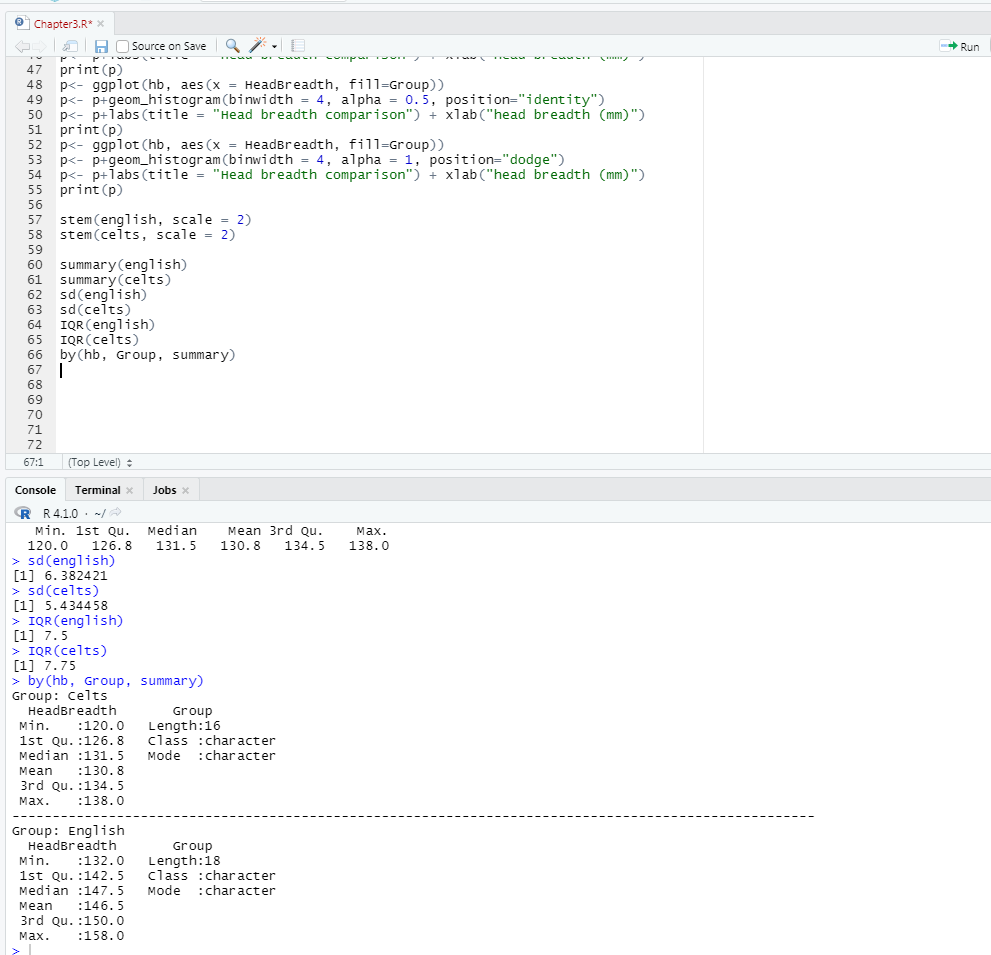 Chapter3.R*
Source on Save
Run
46 p<- p+labs(title = "Head breadth comparison") + xlab("head breadth (mm)")
47 print(p)
48 p<- ggplot(hb, aes(x = HeadBreadth, fill=Group))
49 p<- p+geom_histogram(binwidth = 4, alpha = 0.5, position="identity")
50 p<- p+labs(title = "Head breadth comparison") + xlab("head breadth (mm)")
51 print(p)
52 p<- ggplot(hb, aes(x = HeadBreadth, fill=Group))
53 p<- p+geom_histogram(binwidth = 4, alpha = 1, position="dodge")
54 p<- p+labs(title = "Head breadth comparison") + xlab("head breadth (mm)")
55 print(p)
56
57 stem(english, scale = 2)
58 stem(celts, scale = 2)
59
60 summary(english)
61 summary(celts)
62 sd(english)
63 sd(celts)
64 IQR(english)
65 IQR(celts)
66 by(hb, Group, summary)
67
68
69
70
71
72
67:1 (Top Level)
Console Terminal Jobs
R R 4.1.0 · ~/
Min. 1st Qu. Median Mean 3rd Qu. Max.
120.0 126.8 131.5 130.8 134.5 138.0
> sd(english)
[1] 6.382421
> sd(celts)
[1] 5.434458
> IQR(english)
[1] 7.5
> IQR(celts)
[1] 7.75
> by(hb, Group, summary)
Group: Celts
HeadBreadth Group
Min. :120.0 Length:16
1st Qu.:126.8 Class :character
Median :131.5 Mode :character
Mean :130.8
3rd Qu.:134.5
Max. :138.0
----------------------------------------------------------------------------------------------------
Group: English
HeadBreadth Group
Min. :132.0 Length:18
1st Qu.:142.5 Class :character
Median :147.5 Mode :character
Mean :146.5
3rd Qu.:150.0
Max. :158.0
>